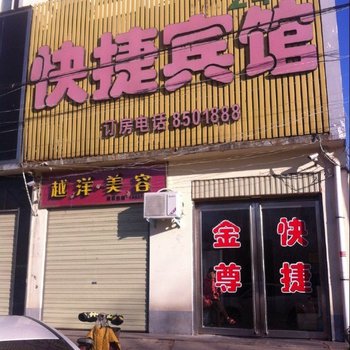 快捷宾馆
订房电话 8501888
越洋·美容
金 快
尊 捷